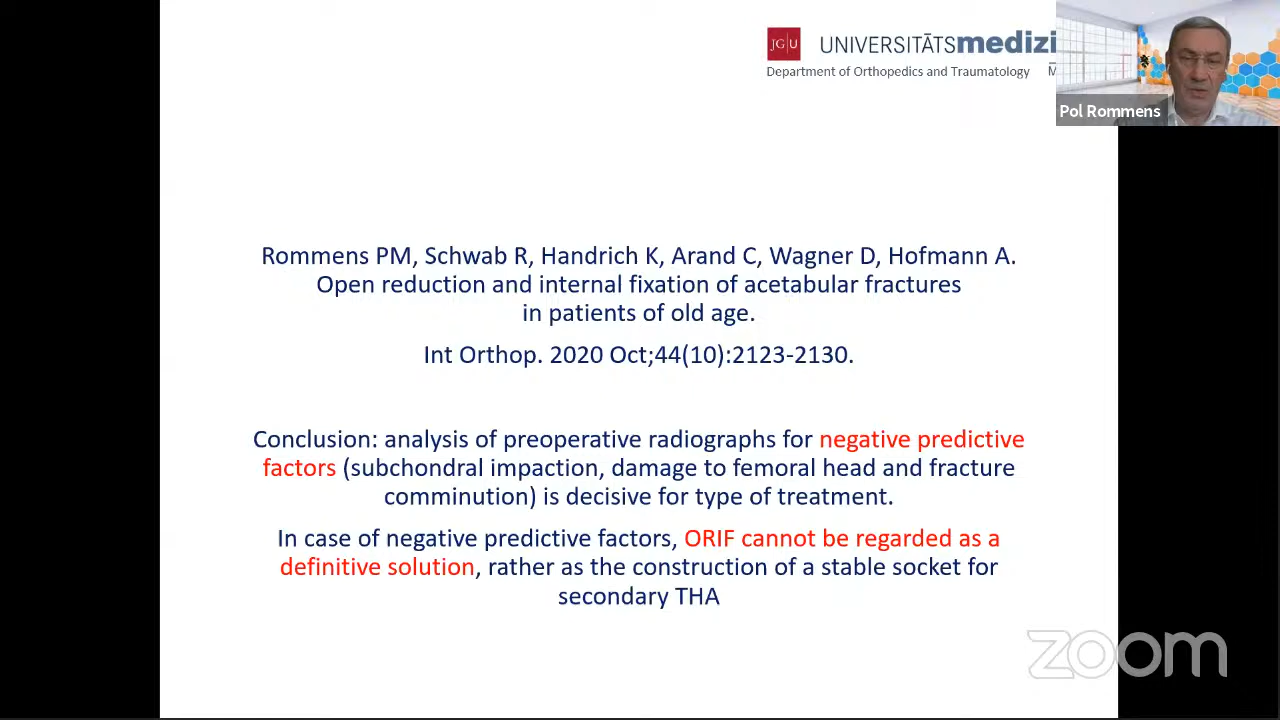 JG|U UNIVERSITÄTSmedizi
Department of Orthopedics and Traumatology
Pol Rommens
Rommens PM, Schwab R, Handrich K, Arand C, Wagner D, Hofmann A.
Open reduction and internal fixation of acetabular fractures
in patients of old age.
Int Orthop. 2020 Oct;44(10):2123-2130.
Conclusion: analysis of preoperative radiographs for negative predictive
factors (subchondral impaction, damage to femoral head and fracture
comminution) is decisive for type of treatment.
In case of negative predictive factors, ORIF cannot be regarded as a
definitive solution, rather as the construction of a stable socket for
secondary THA
zoom